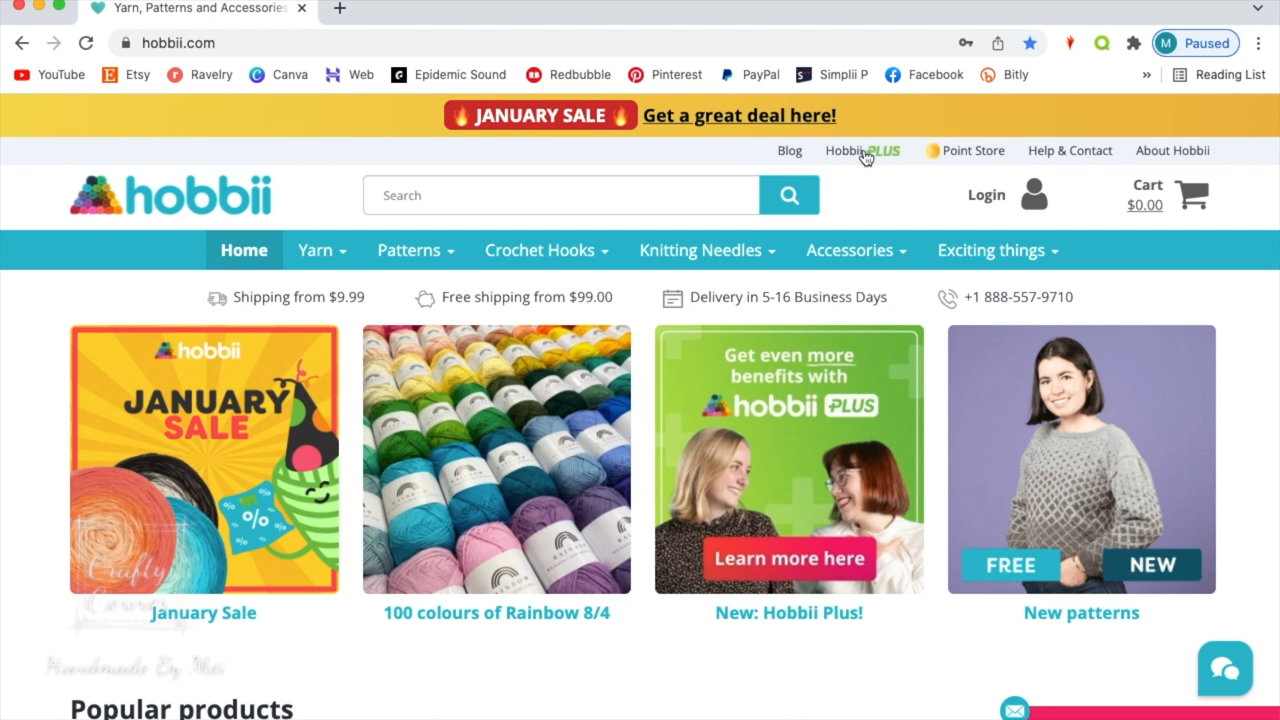 Yarn, Patterns and Accessories
hobbii.com
M Paused
YouTube Etsy Ravelry Canva Web Epidemic Sound Redbubble Pinterest PayPal Simplii P Facebook Bitly » Reading List
🔥 JANUARY SALE 🔥 Get a great deal here!
Blog Hobbii PLUS Point Store Help & Contact About Hobbii
hobbii
Search
Login
Cart
$0.00
Home Yarn Patterns Crochet Hooks Knitting Needles Accessories Exciting things
Shipping from $9.99 Free shipping from $99.00 Delivery in 5-16 Business Days +1 888-557-9710
hobbii
JANUARY
SALE
%
RAINBOW
Get even more
benefits with
hobbii PLUS
Learn more here
FREE NEW
January Sale
100 colours of Rainbow 8/4
New: Hobbii Plus!
New patterns
Crafty
Handmade By
Popular products